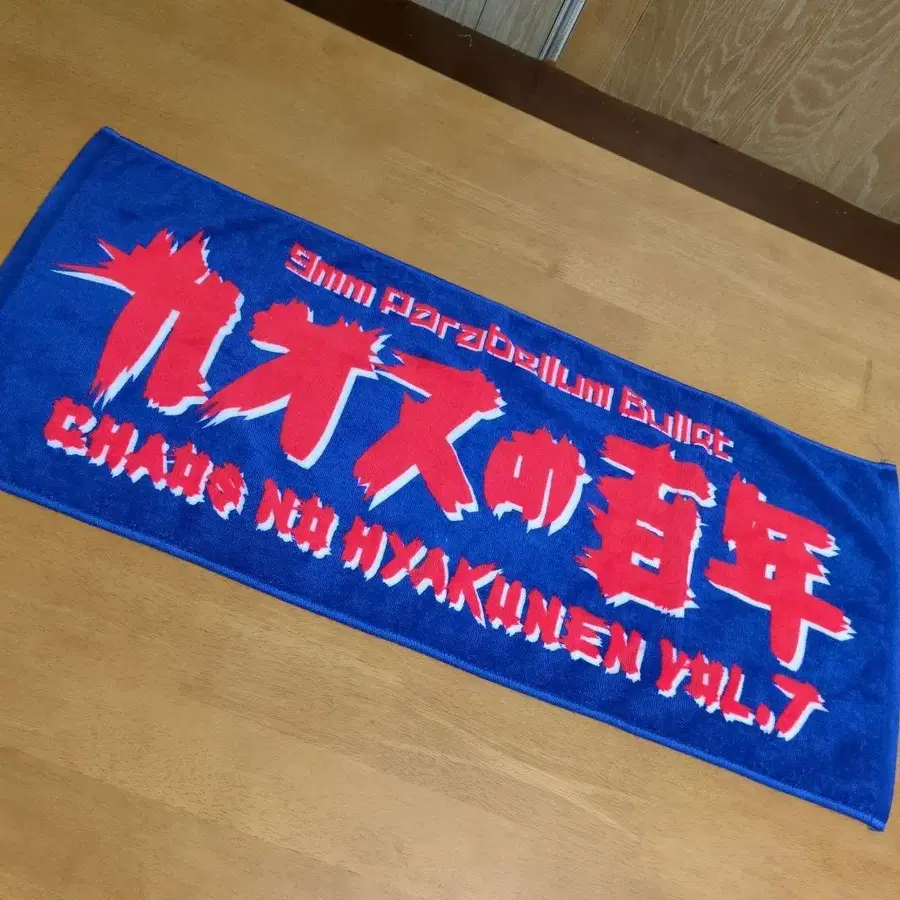 9mm Parabellum Bullet
カオスの百年
CHAOS NO HYAKUNEN VOL.7